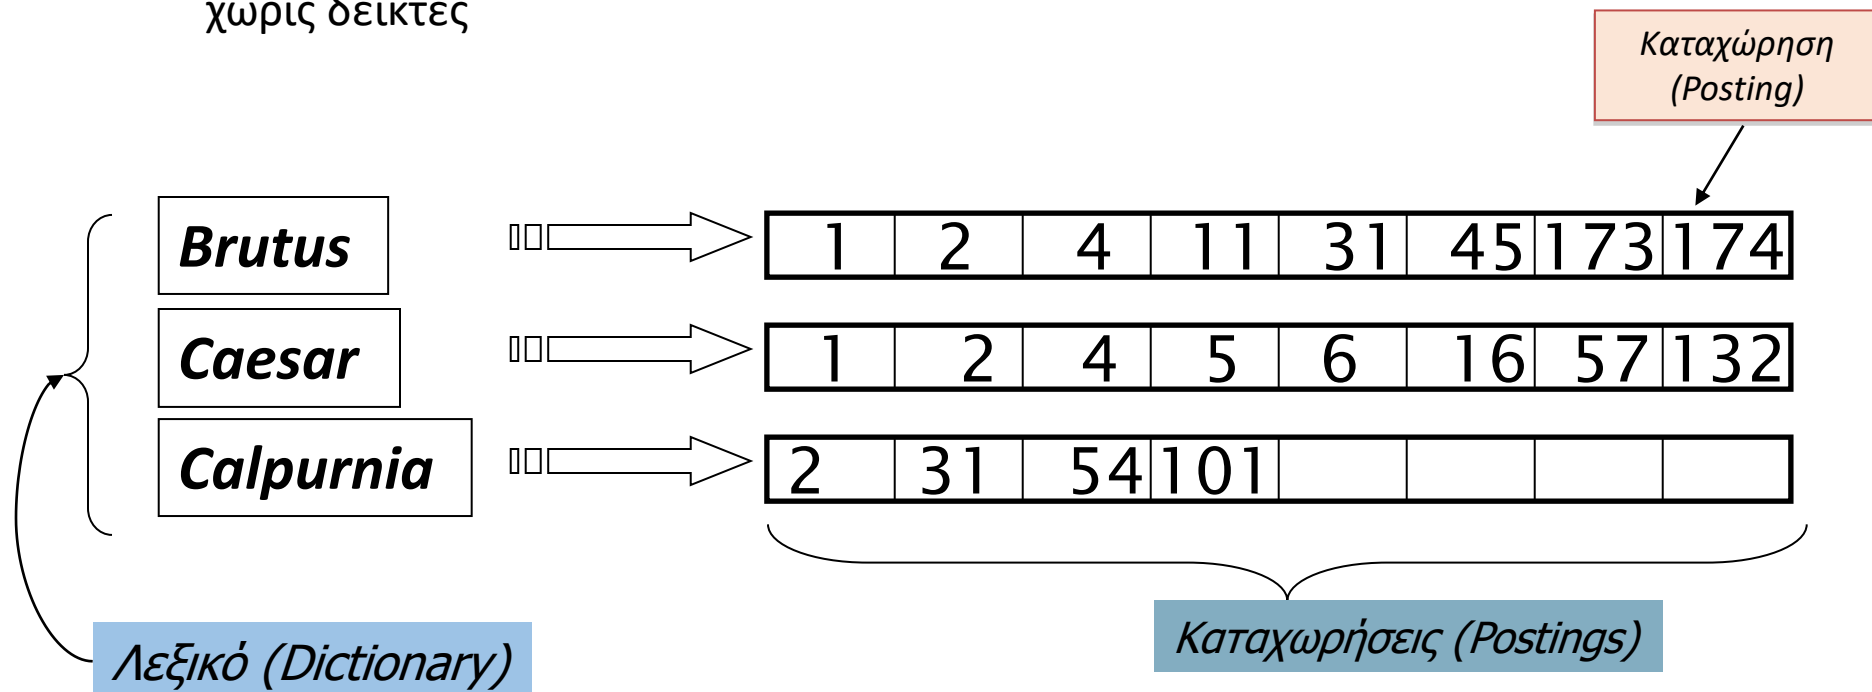 χωρίς δείκτες
Καταχώρηση
(Posting)
Brutus 1 2 4 11 31 45 173 174
Caesar 1 2 4 5 6 16 57 132
Calpurnia 2 31 54 101
Καταχωρήσεις (Postings)
Λεξικό (Dictionary)